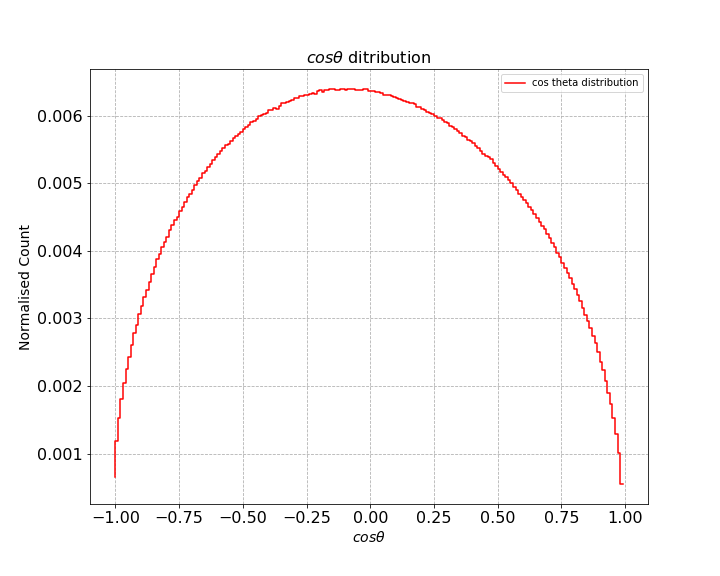 cosθ ditribution
cos theta distribution
Normalised Count
0.006
0.005
0.004
0.003
0.002
0.001
−1.00 −0.75 −0.50 −0.25 0.00 0.25 0.50 0.75 1.00
cosθ